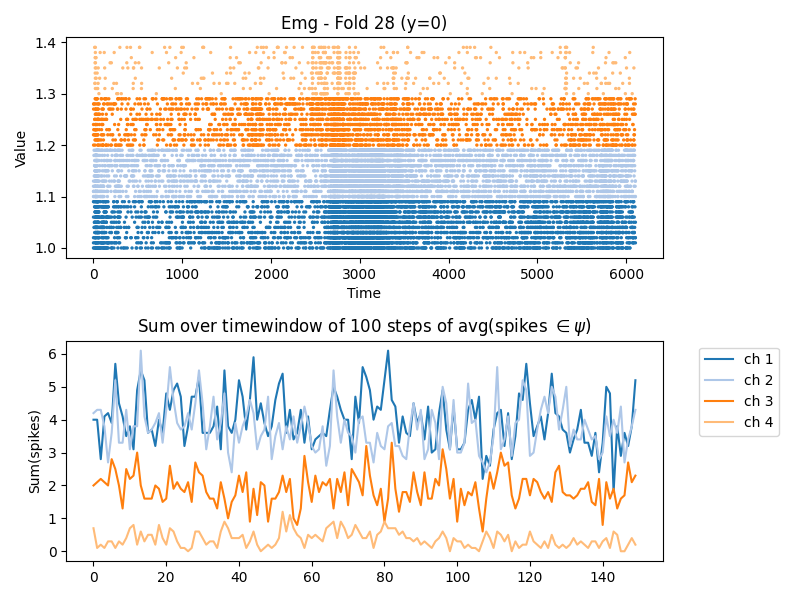 Emg - Fold 28 (y=0)
1.4
1.3
1.2
1.1
1.0
Value
0 1000 2000 3000 4000 5000 6000
Time
Sum over timewindow of 100 steps of avg(spikes ∈ ψ)
6
5
4
3
2
1
0
Sum(spikes)
0 20 40 60 80 100 120 140
ch 1
ch 2
ch 3
ch 4